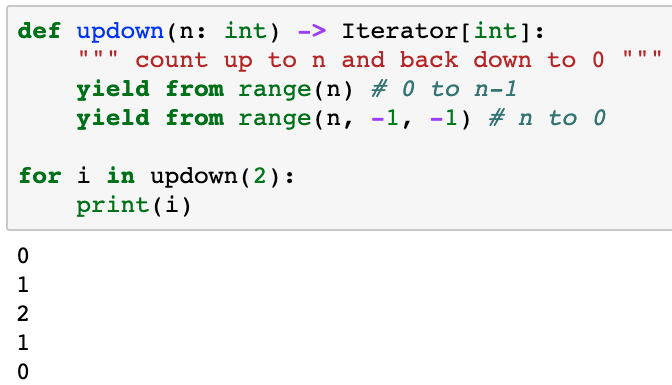 def updown(n: int) -> Iterator[int]:
    """ count up to n and back down to 0 """
    yield from range(n) # 0 to n-1
    yield from range(n, -1, -1) # n to 0

for i in updown(2):
    print(i)
0
1
2
1
0